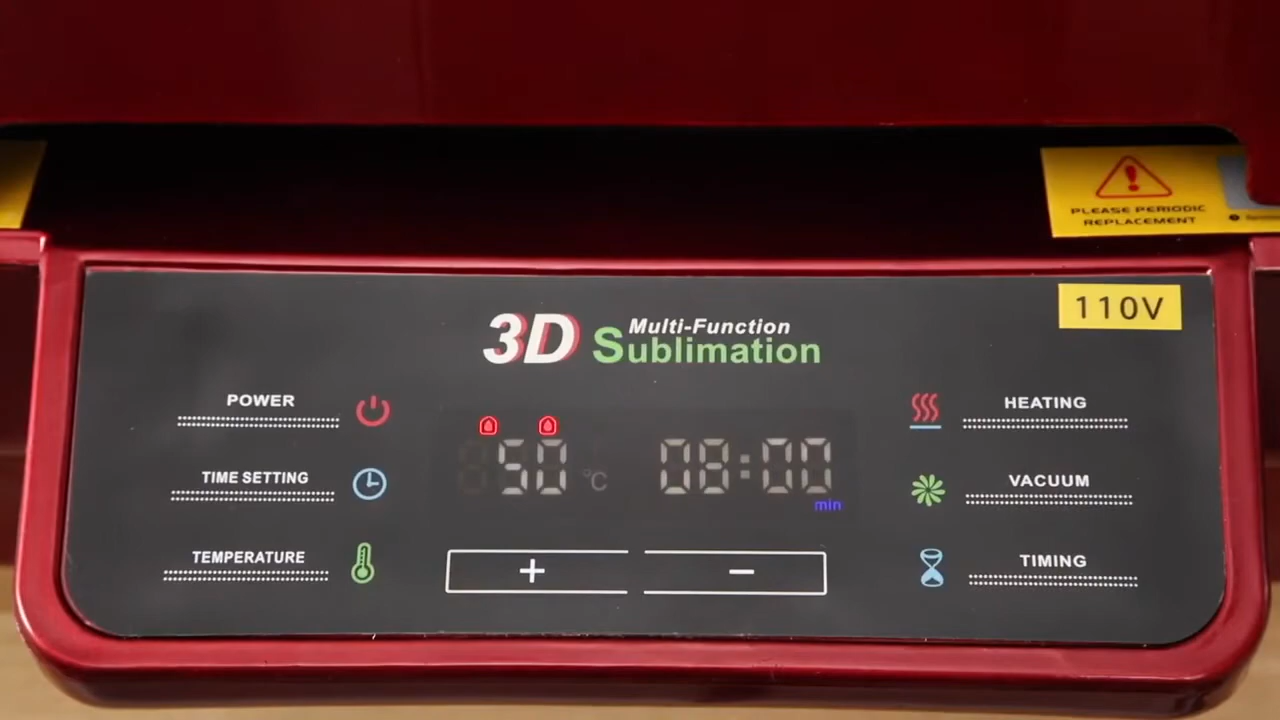 PLEASE PERIODIC
REPLACEMENT
110V
3D Multi-Function
Sublimation
POWER
HEATING
TIME SETTING
50 °C
08:00
min
VACUUM
TEMPERATURE
+
−
TIMING